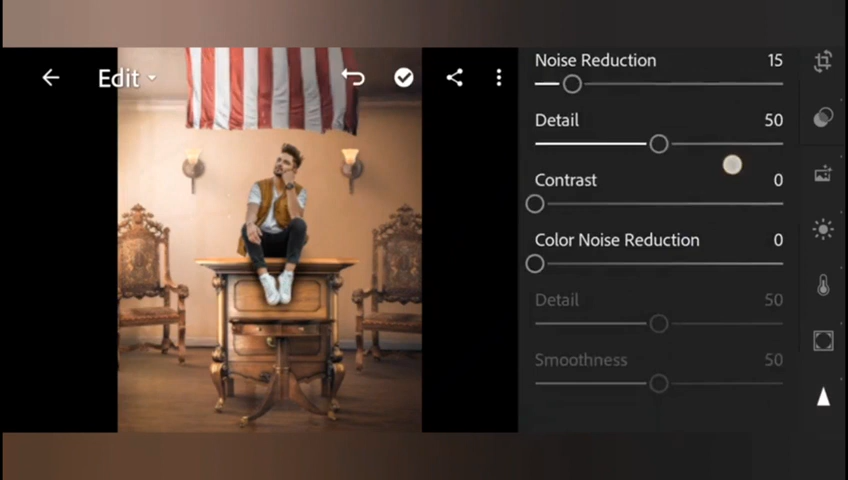 Edit
Noise Reduction 15
Detail 50
Contrast 0
Color Noise Reduction 0
Detail 50
Smoothness 50